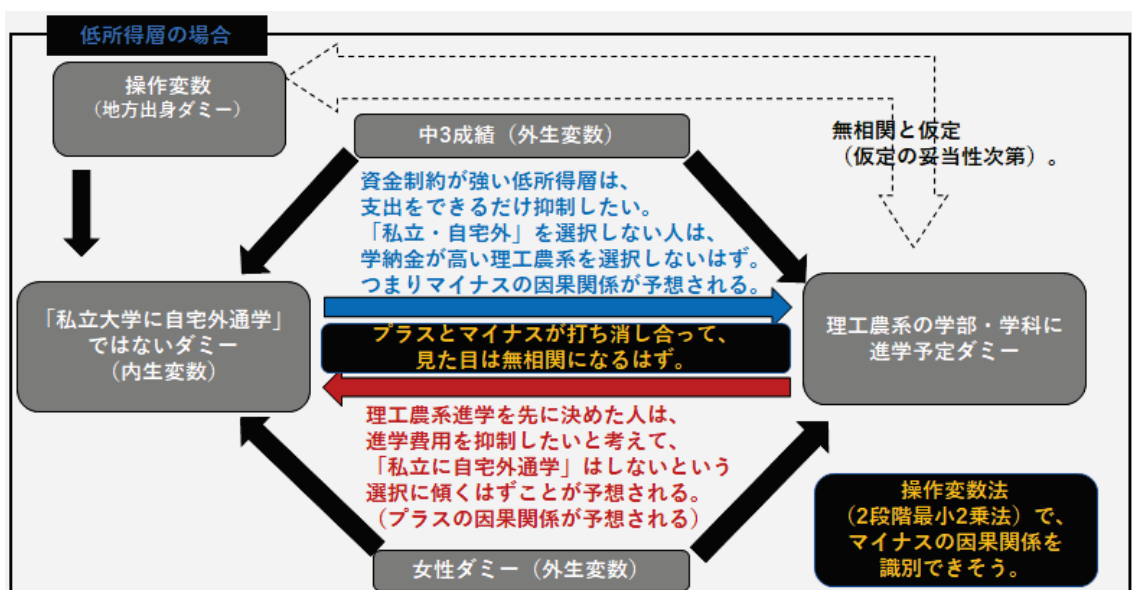 低所得層の場合
操作変数
（地方出身ダミー）
中3成績（外生変数）
無相関と仮定
（仮定の妥当性次第）。
資金制約が強い低所得層は、
支出をできるだけ抑制したい。
「私立・自宅外」を選択しない人は、
学納金が高い理工農系を選択しないはず。
つまりマイナスの因果関係が予想される。
「私立大学に自宅外通学」
ではないダミー
（内生変数）
プラスとマイナスが打ち消し合って、
見た目は無相関になるはず。
理工農系の学部・学科に
進学予定ダミー
理工農系進学を先に決めた人は、
進学費用を抑制したいと考えて、
「私立に自宅外通学」はしないという
選択に傾くはずことが予想される。
（プラスの因果関係が予想される）
操作変数法
（2段階最小2乗法）で、
マイナスの因果関係を
識別できそう。
女性ダミー（外生変数）